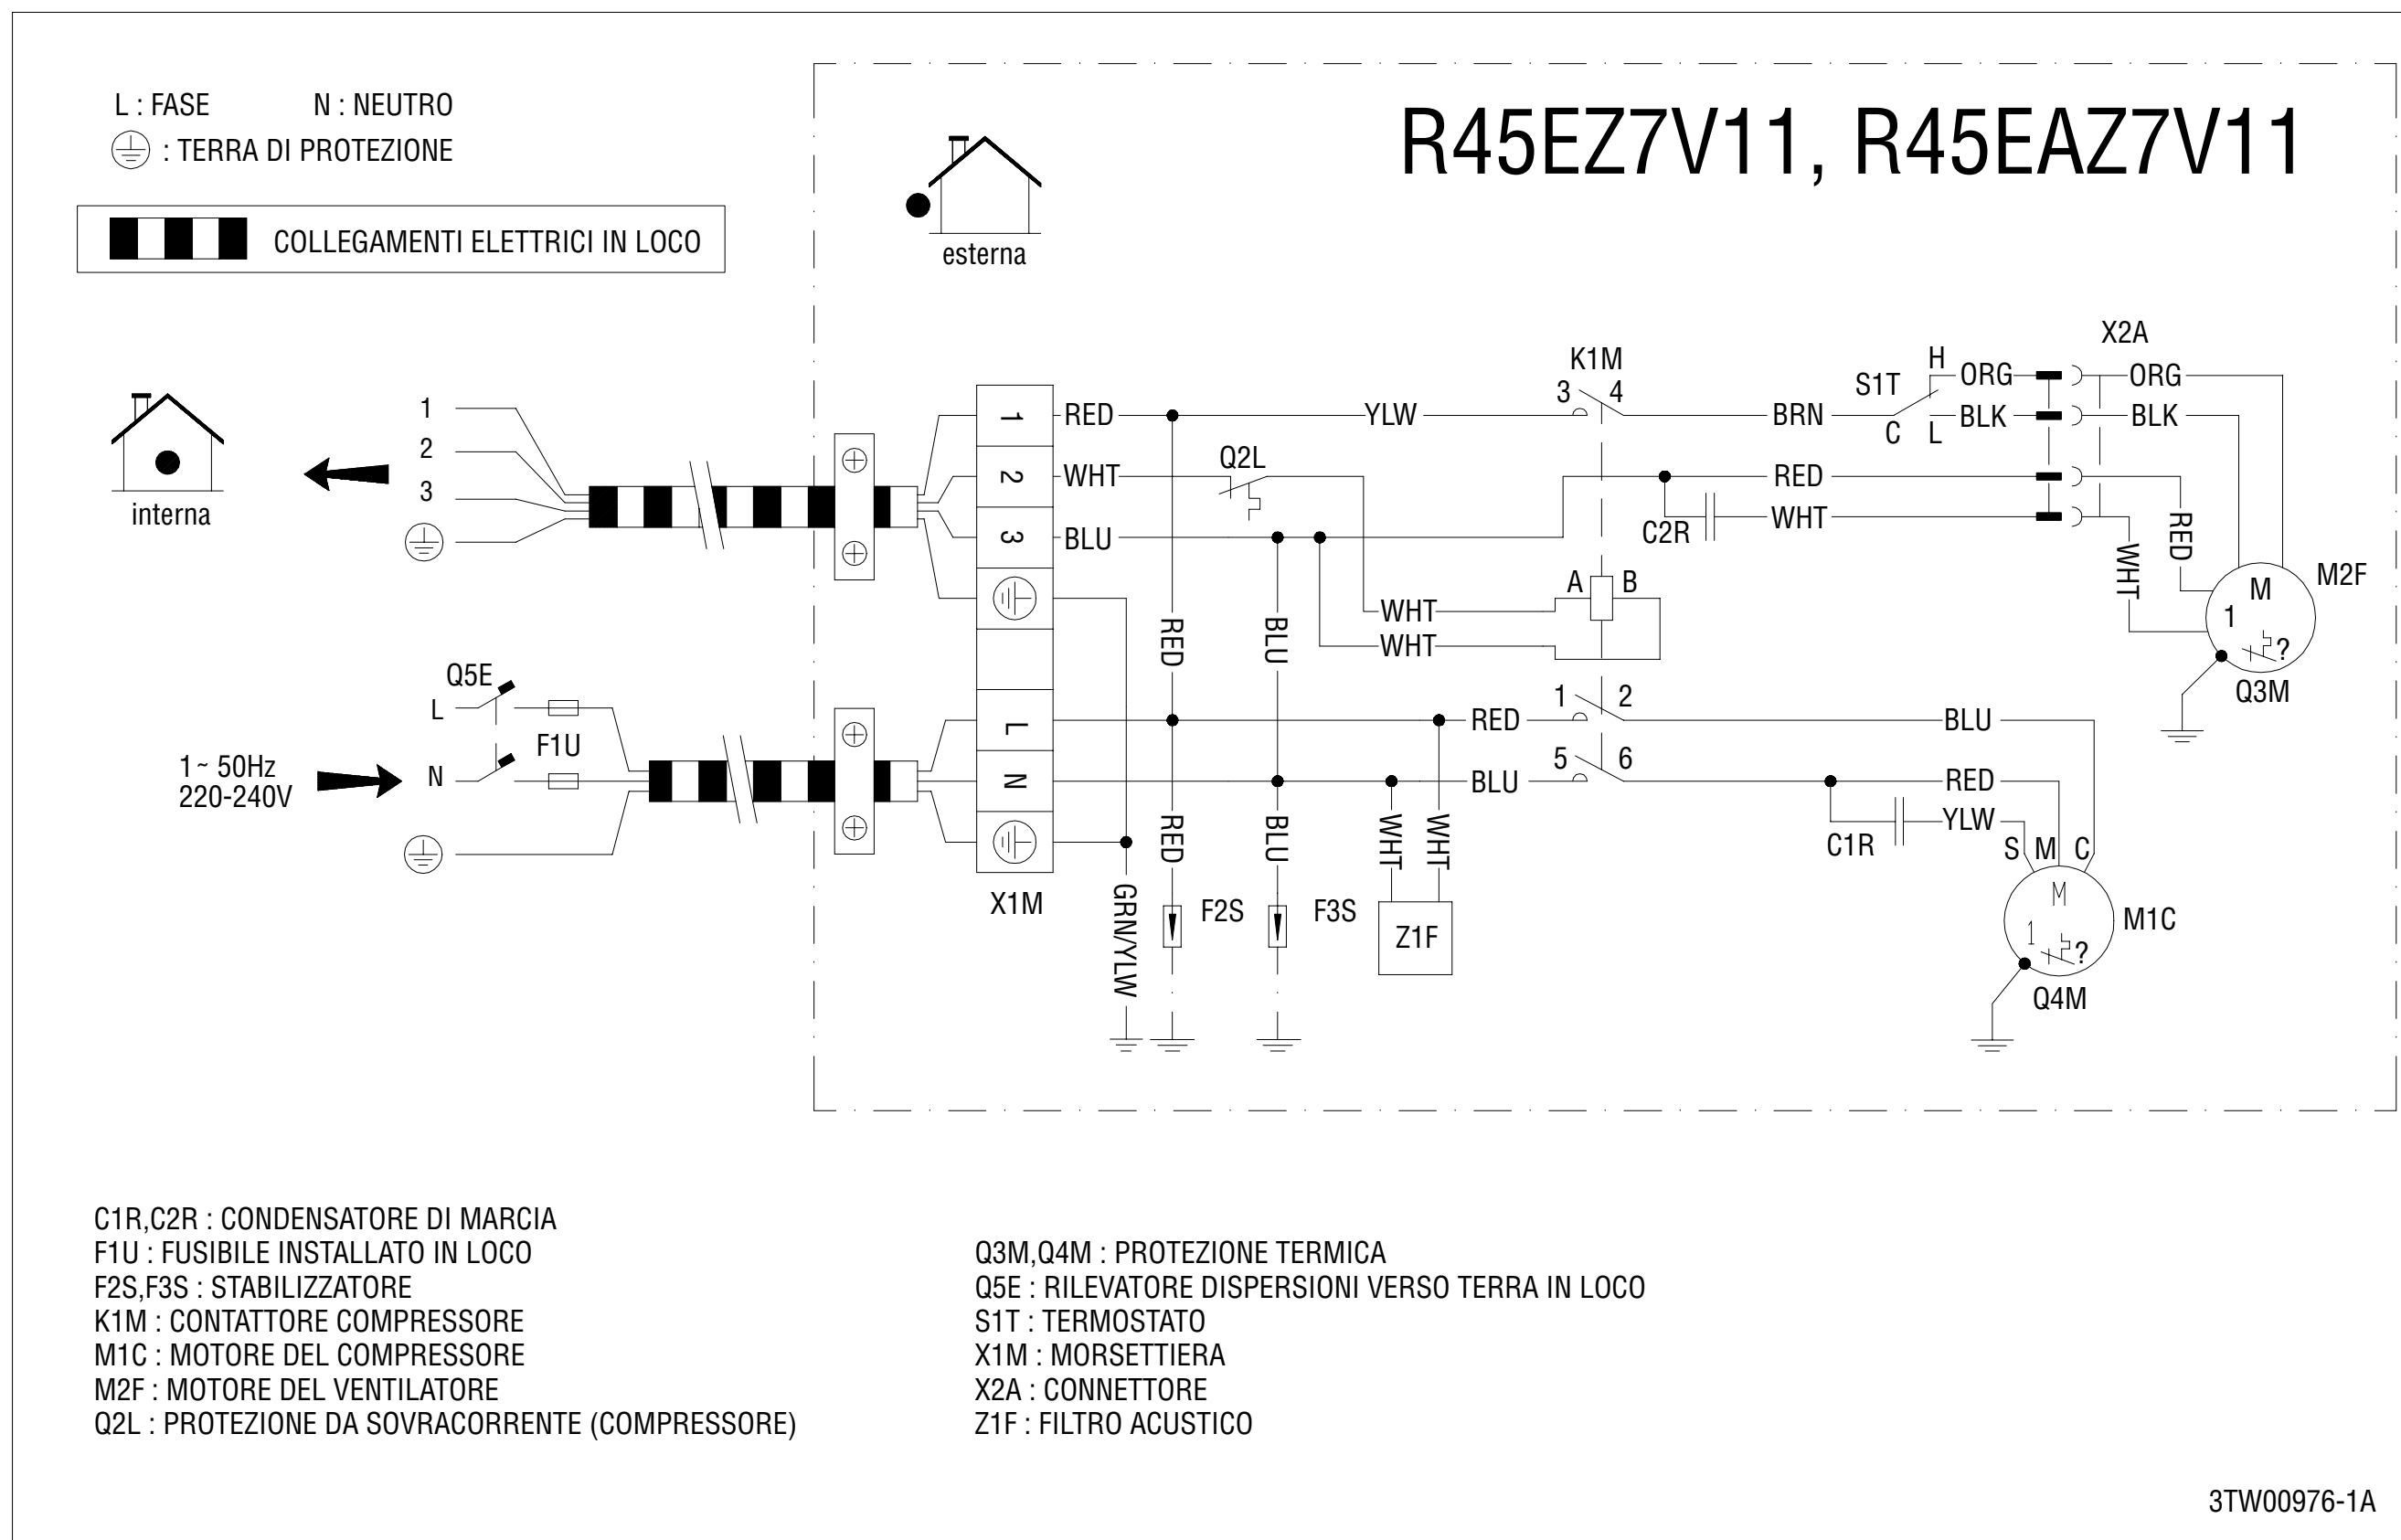 L : FASE N : NEUTRO
: TERRA DI PROTEZIONE
COLLEGAMENTI ELETTRICI IN LOCO
esterna
R45EZ7V11, R45EAZ7V11
interna
1
2
3
1
2
3
L
N
X1M
RED
WHT
BLU
Q2L
YLW
K1M
3 4
BRN
S1T
H
C L
ORG
BLK
X2A
ORG
BLK
RED
C2R
WHT
RED
WHT
M
1
?
M2F
Q3M
A B
WHT
WHT
RED
BLU
Q5E
L
F1U
N
1~ 50Hz
220-240V
RED
1 2
BLU
BLU
5 6
RED
C1R
YLW
S M C
M
1
?
M1C
Q4M
GRN/YLW
RED
BLU
WHT
WHT
F2S
F3S
Z1F
C1R,C2R : CONDENSATORE DI MARCIA
F1U : FUSIBILE INSTALLATO IN LOCO
F2S,F3S : STABILIZZATORE
K1M : CONTATTORE COMPRESSORE
M1C : MOTORE DEL COMPRESSORE
M2F : MOTORE DEL VENTILATORE
Q2L : PROTEZIONE DA SOVRACORRENTE (COMPRESSORE)
Q3M,Q4M : PROTEZIONE TERMICA
Q5E : RILEVATORE DISPERSIONI VERSO TERRA IN LOCO
S1T : TERMOSTATO
X1M : MORSETTIERA
X2A : CONNETTORE
Z1F : FILTRO ACUSTICO
3TW00976-1A